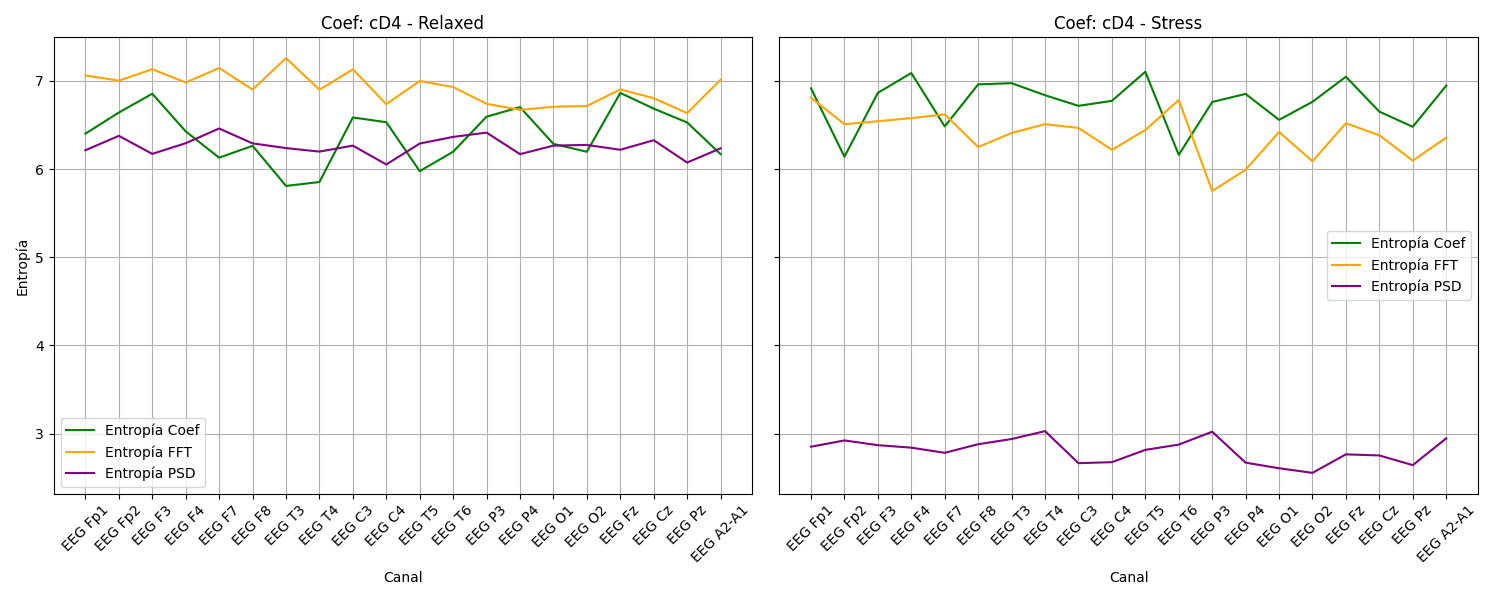 Coef: cD4 - Relaxed
Entropía
7
6
5
4
3
Entropía Coef
Entropía FFT
Entropía PSD
EEG Fp1
EEG Fp2
EEG F3
EEG F4
EEG F7
EEG F8
EEG T3
EEG T4
EEG C3
EEG C4
EEG T5
EEG T6
EEG P3
EEG P4
EEG O1
EEG O2
EEG Fz
EEG Cz
EEG Pz
EEG A2-A1
Canal
Coef: cD4 - Stress
Entropía Coef
Entropía FFT
Entropía PSD
EEG Fp1
EEG Fp2
EEG F3
EEG F4
EEG F7
EEG F8
EEG T3
EEG T4
EEG C3
EEG C4
EEG T5
EEG T6
EEG P3
EEG P4
EEG O1
EEG O2
EEG Fz
EEG Cz
EEG Pz
EEG A2-A1
Canal